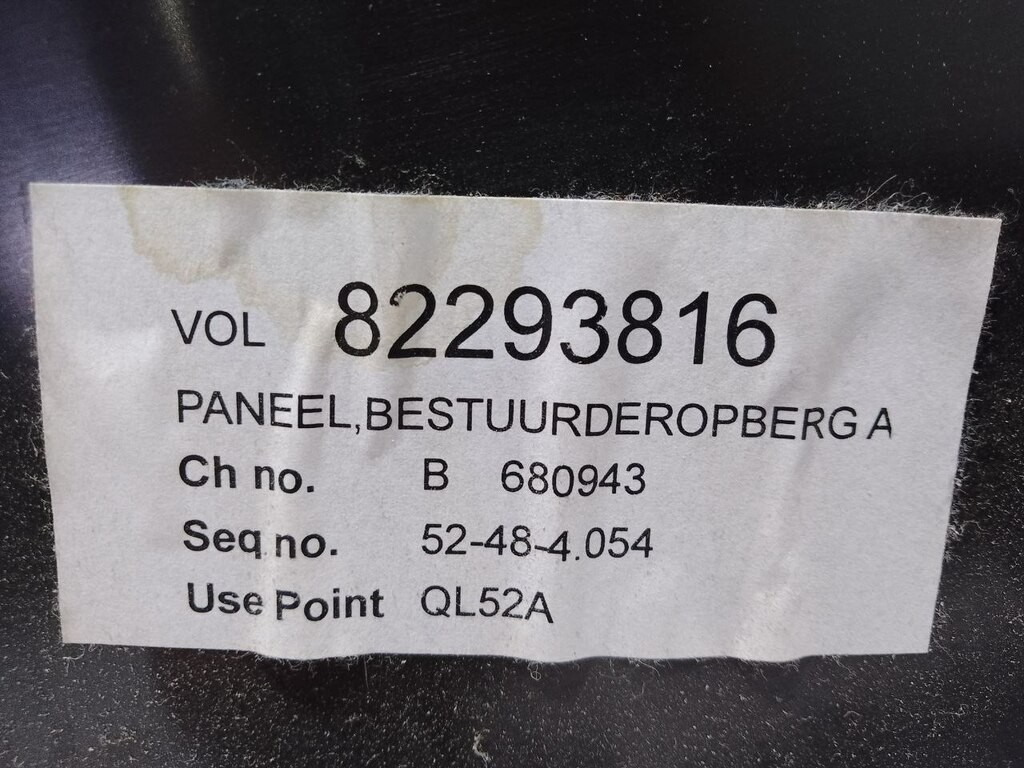 VOL 82293816
PANEEL,BESTUURDEROPBERG A
Ch no. B 680943
Seq no. 52-48-4.054
Use Point QL52A